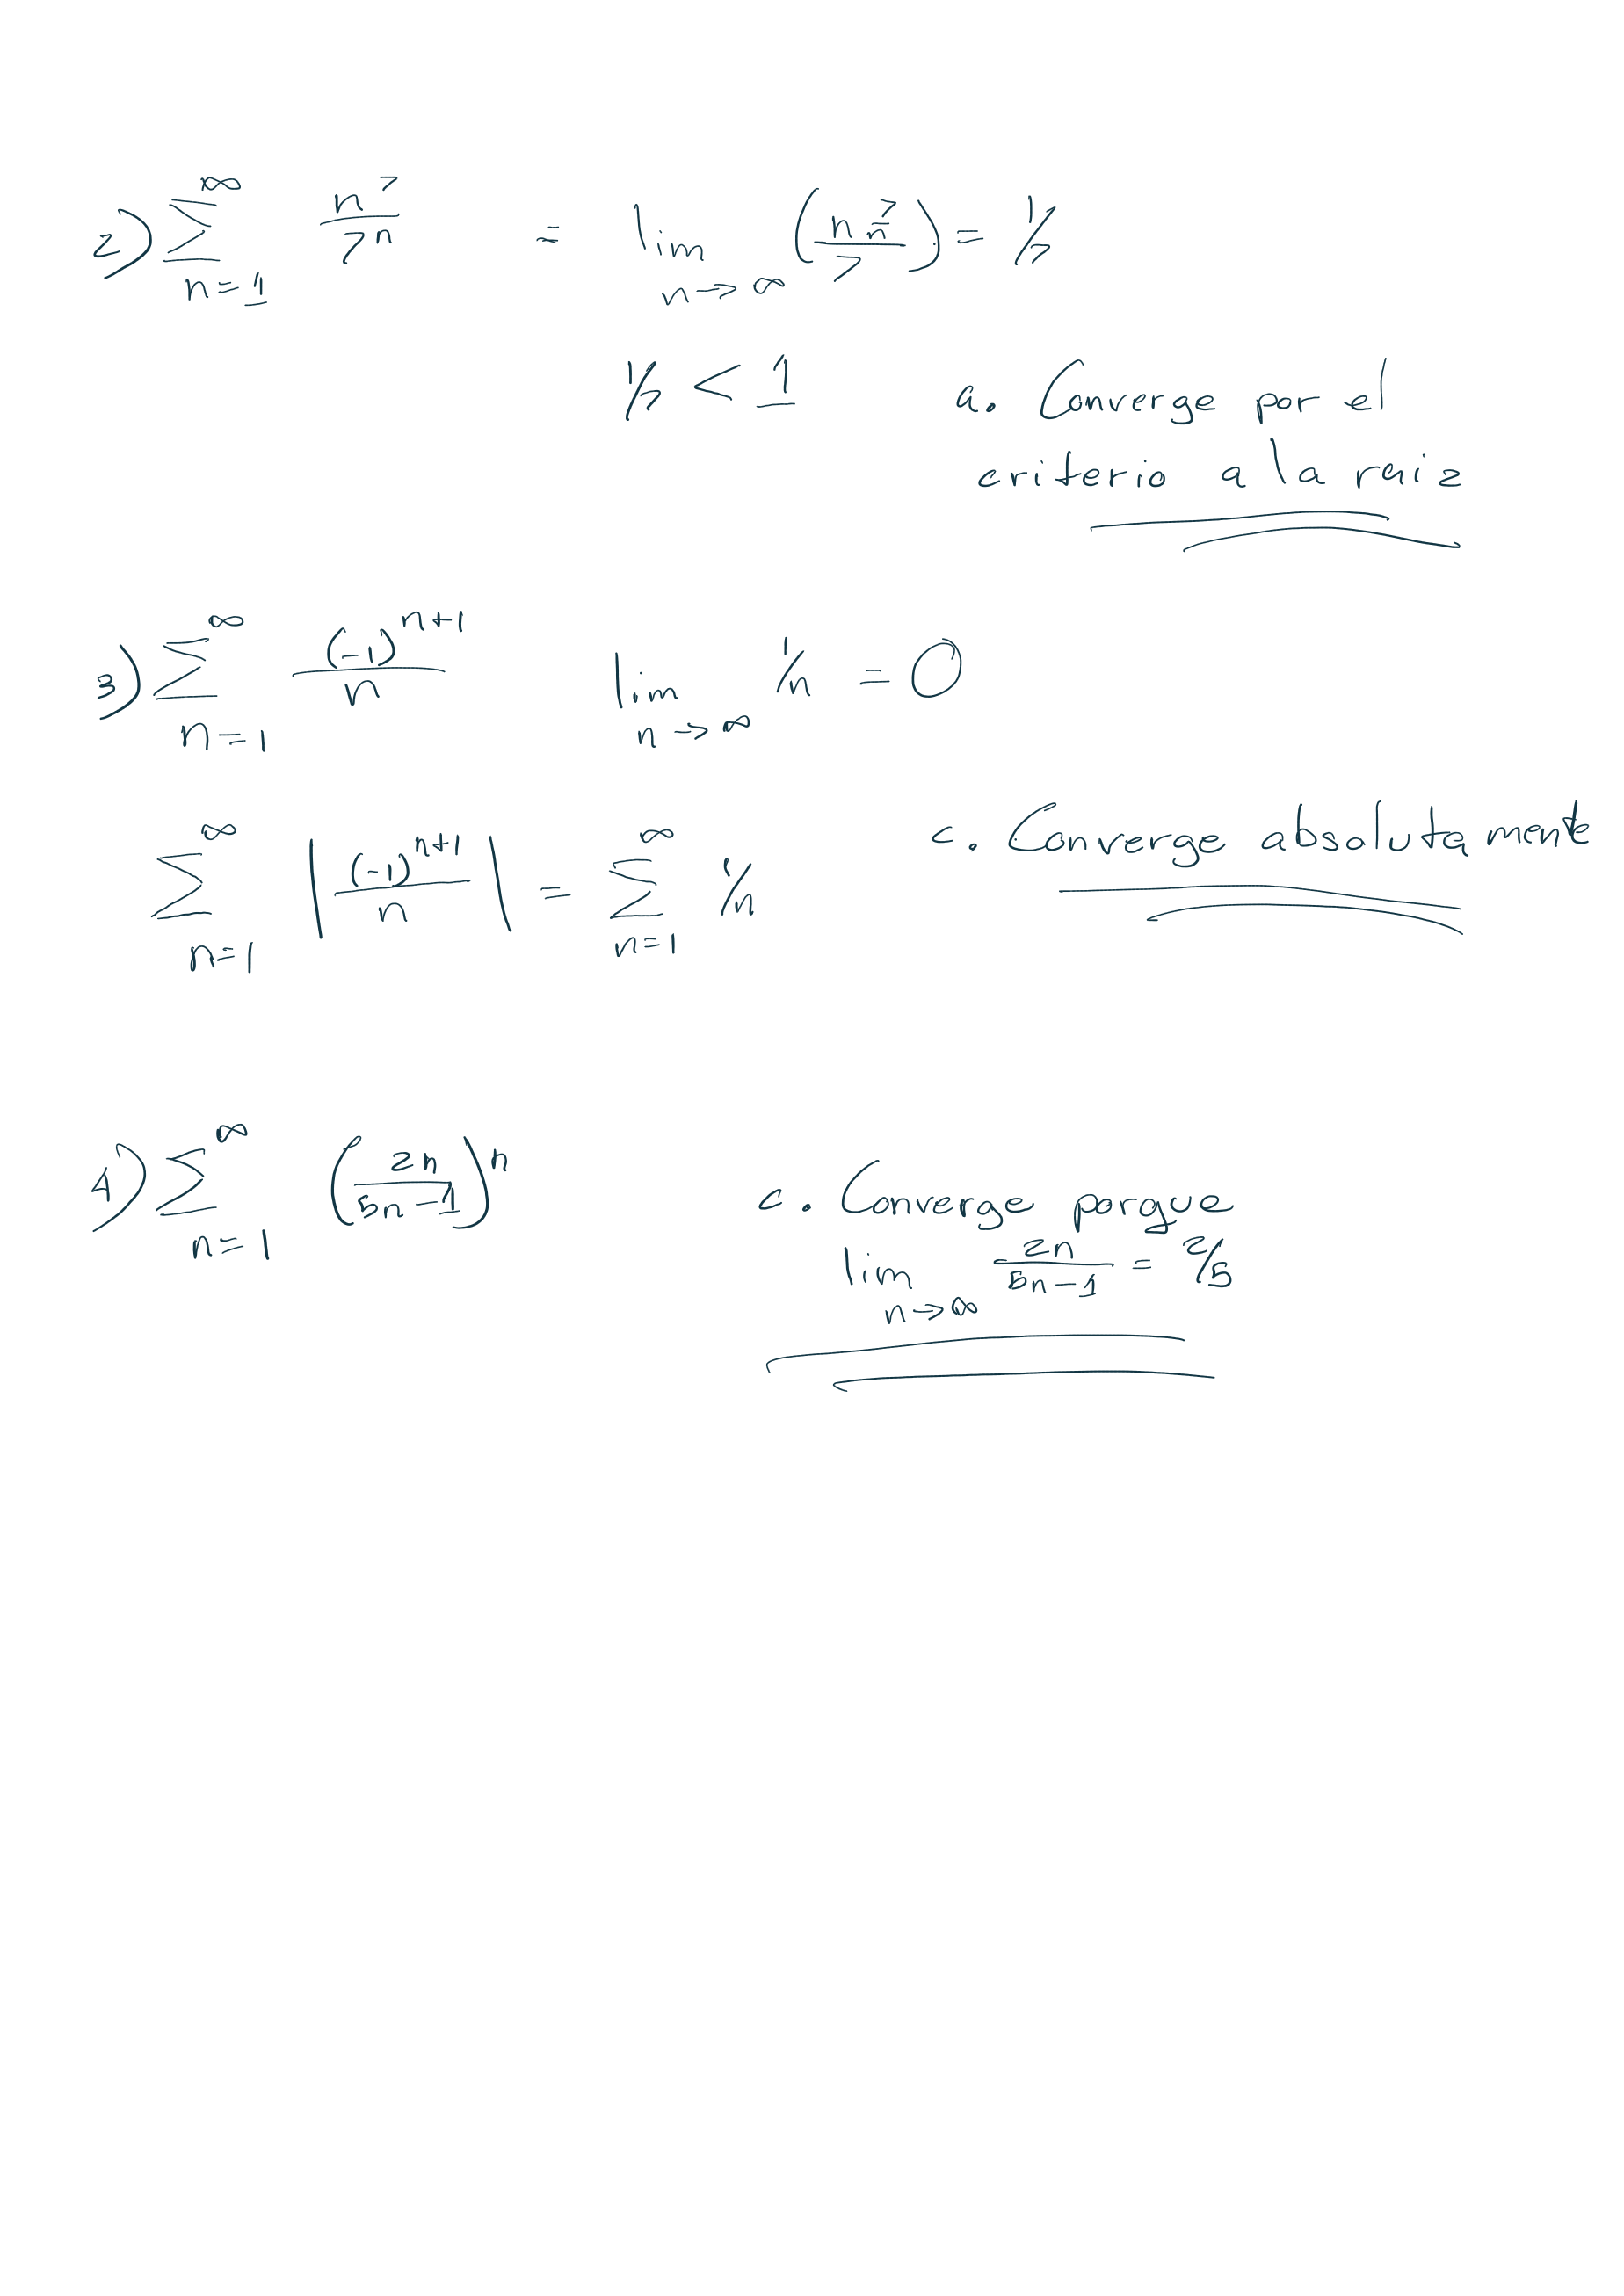 2) ∑_{n=1}^{∞} n^7/7^n = lim_{n→∞} (n^{7/n}/7) = 1/7
1/7 < 1 a. Converge por el
criterio a la raiz
3) ∑_{n=1}^{∞} (-1)^{n+1}/n lim_{n→∞} 1/n = 0
∑_{n=1}^{∞} |(-1)^{n+1}/n| = ∑_{n=1}^{∞} 1/n c. Converge absolutamente
4) ∑_{n=1}^{∞} (2n/(5n-1))^n c. Converge porque
lim_{n→∞} 2n/(5n-1) = 2/5